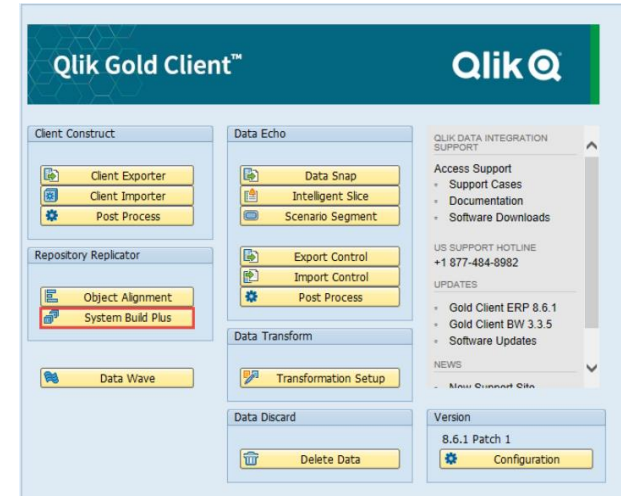 Qlik Gold Client™
Qlik
Client Construct
Client Exporter
Client Importer
Post Process
Repository Replicator
Object Alignment
System Build Plus
Data Wave
Data Echo
Data Snap
Intelligent Slice
Scenario Segment
Export Control
Import Control
Post Process
Data Transform
Transformation Setup
Data Discard
Delete Data
QLIK DATA INTEGRATION
SUPPORT
Access Support
Support Cases
Documentation
Software Downloads
US SUPPORT HOTLINE
+1 877-484-8982
UPDATES
Gold Client ERP 8.6.1
Gold Client BW 3.3.5
Software Updates
NEWS
New Support Site
Version
8.6.1 Patch 1
Configuration